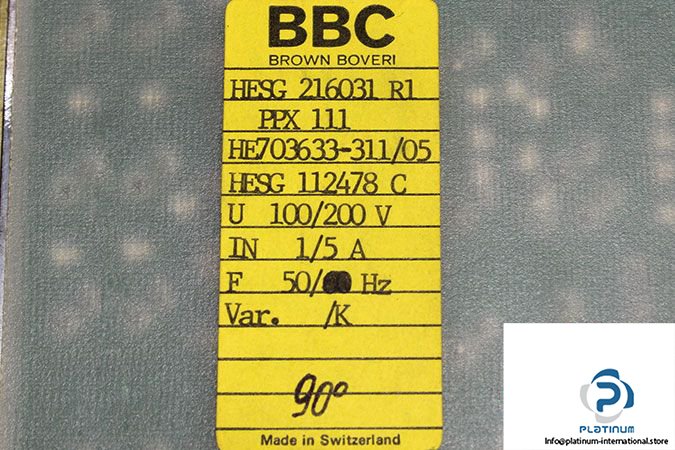 BBC
BROWN BOVERI
HESG 216031 R1
PPX 111
HE703633-311/05
HESG 112478 C
U 100/200 V
IN 1/5 A
F 50/ Hz
Var. /K
90°
Made in Switzerland
PLATINUM
Info@platinum-international.store